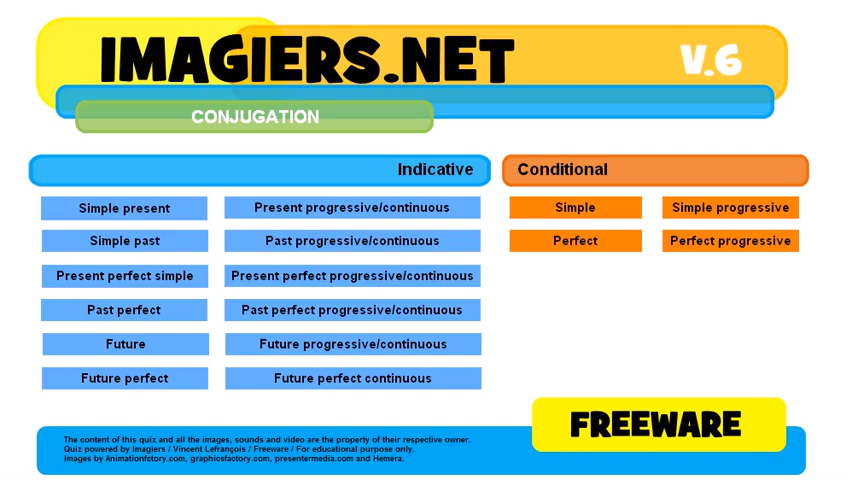 IMAGIERS.NET
V.6
CONJUGATION
Indicative
Conditional
Simple present
Present progressive/continuous
Simple
Simple progressive
Simple past
Past progressive/continuous
Perfect
Perfect progressive
Present perfect simple
Present perfect progressive/continuous
Past perfect
Past perfect progressive/continuous
Future
Future progressive/continuous
Future perfect
Future perfect continuous
FREEWARE
The content of this quiz and all the images, sounds and video are the property of their respective owner.
Quiz powered by Imagiers / Vincent Lefrançois / Freeware / For educational purpose only.
Images by Animationfotory.com, graphicsfactory.com, presentermedia.com and Hemera.